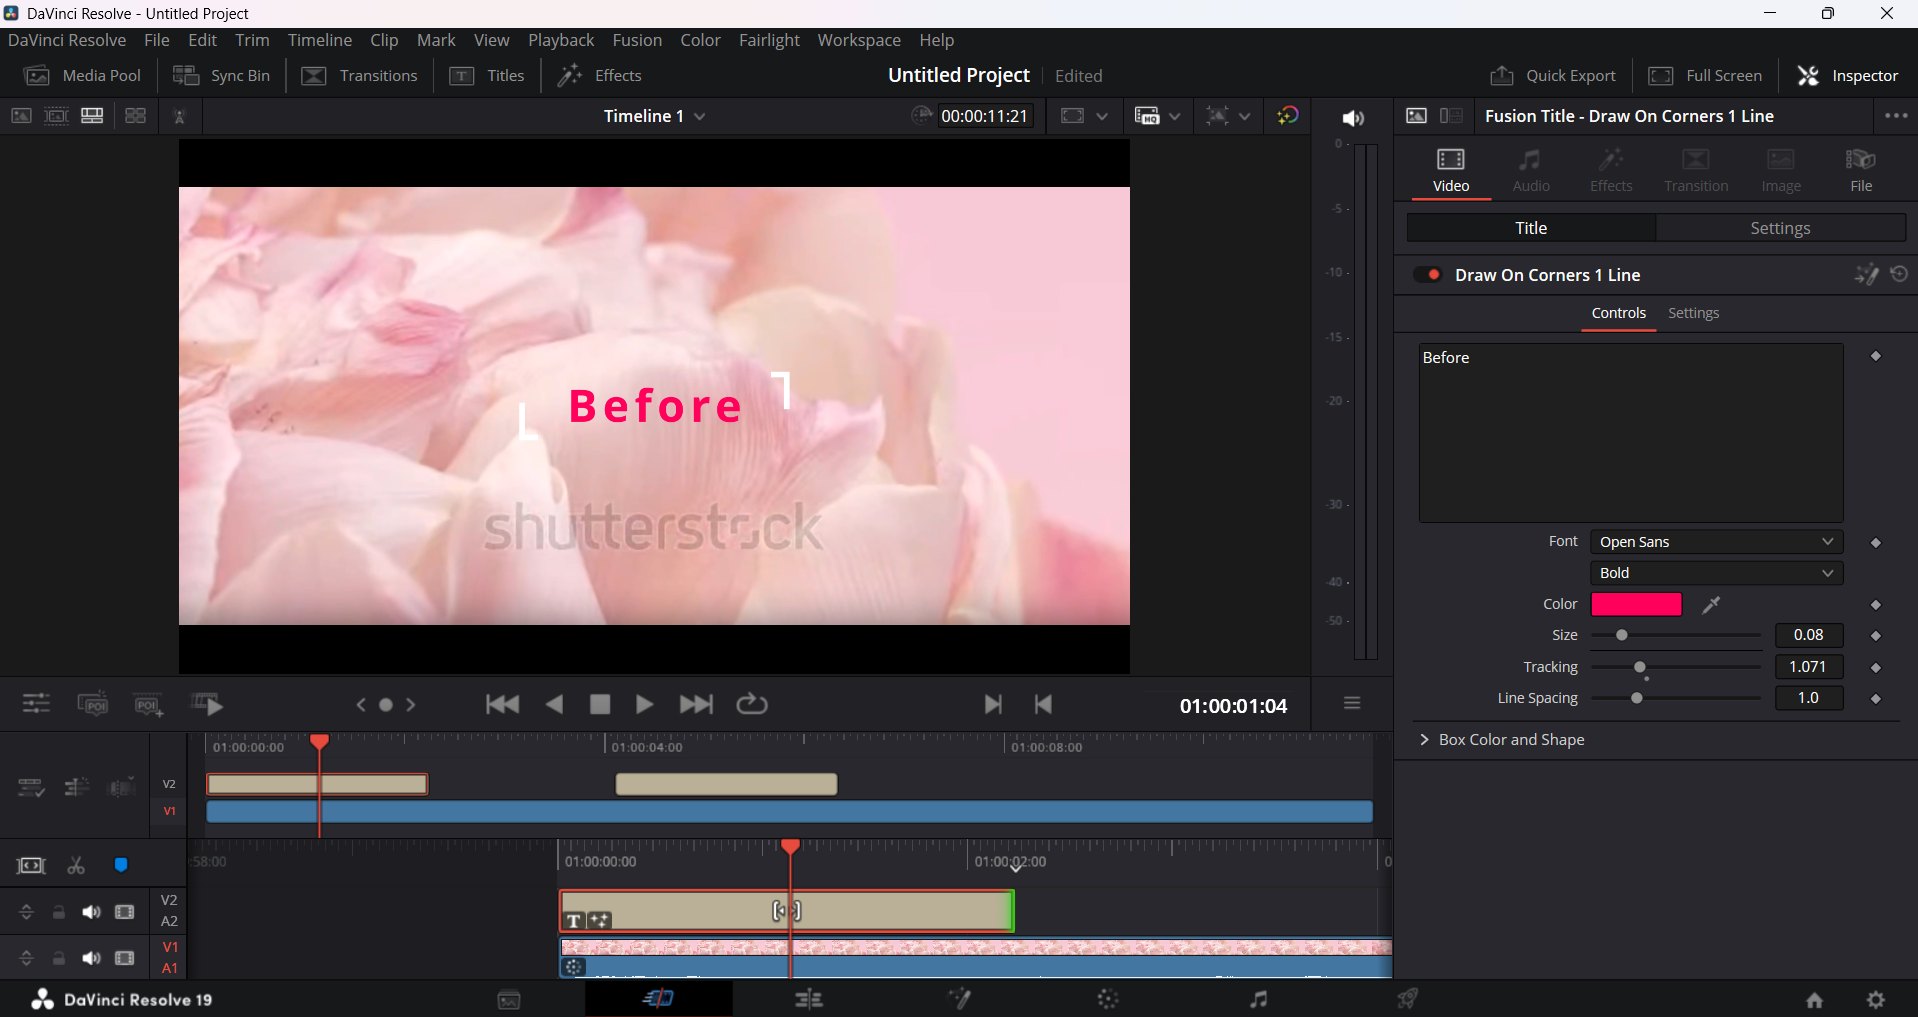 DaVinci Resolve - Untitled Project
DaVinci Resolve File Edit Trim Timeline Clip Mark View Playback Fusion Color Fairlight Workspace Help
Media Pool Sync Bin Transitions Titles Effects Untitled Project Edited Quick Export Full Screen Inspector
Timeline 1 00:00:11:21 HQ Fusion Title - Draw On Corners 1 Line
Video Audio Effects Transition Image File
Title Settings
Draw On Corners 1 Line
Controls Settings
Before
0
-5
-10
-15
-20
-30
-40
-50
Before
shutterstock
Font Open Sans
Bold
Color
Size 0.08
Tracking 1.071
Line Spacing 1.0
Box Color and Shape
POI POI 01:00:01:04
01:00:00:00 01:00:04:00 01:00:08:00
V2
V1
:58:00 01:00:00:00 01:00:02:00 0
V2
A2
T
V1
A1
DaVinci Resolve 19